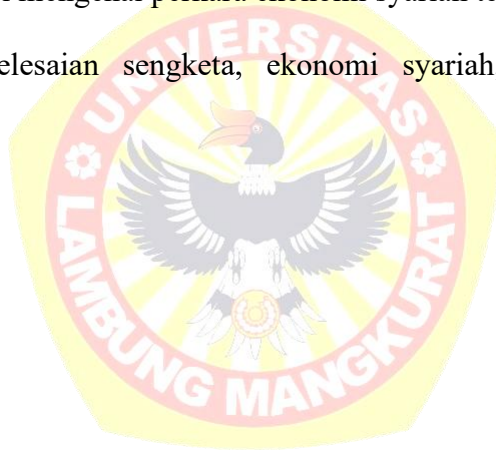 mengenai perkara ekonomi syariah
elesaian sengketa, ekonomi syariah
UNIVERSITAS
LAMBUNG MANGKURAT